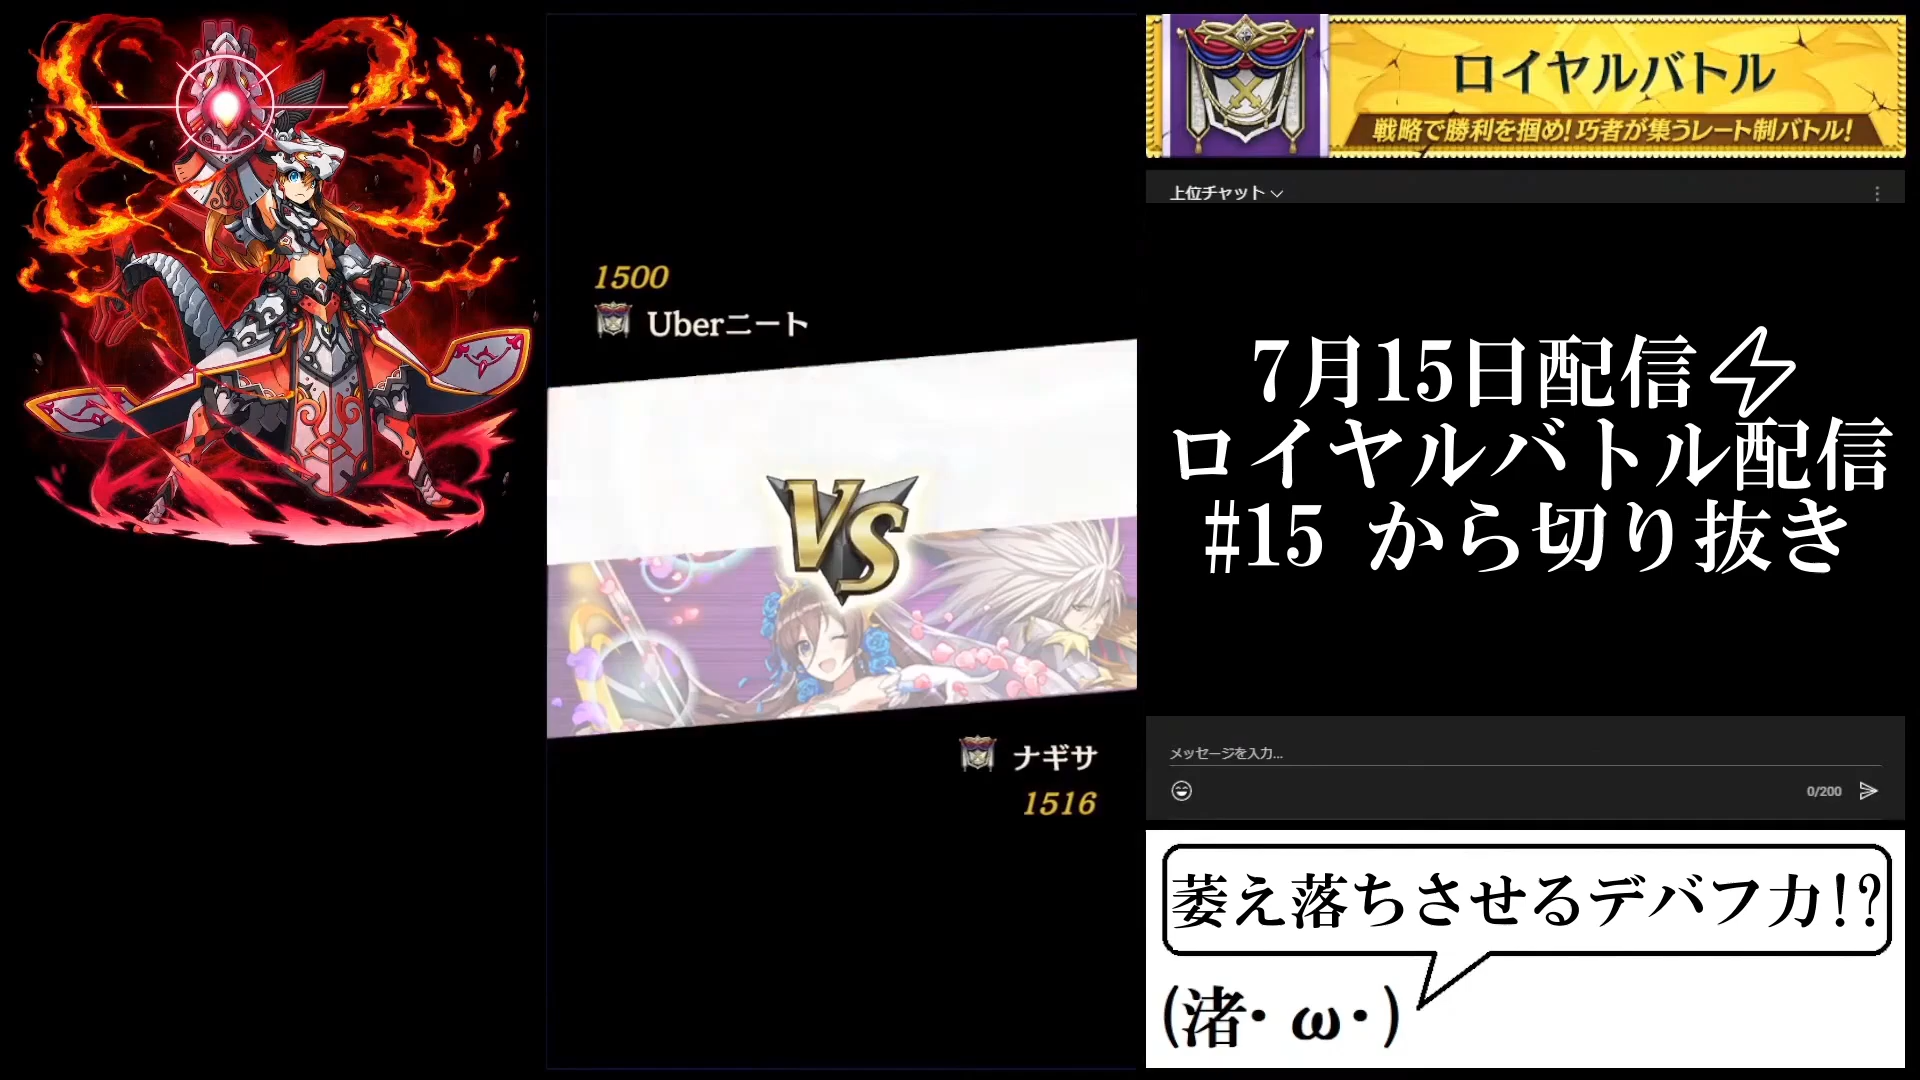 1500
Uberニート
VS
ナギサ
1516
ロイヤルバトル
戦略で勝利を掴め!巧者が集うレート制バトル!
上位チャット
7月15日配信⚡
ロイヤルバトル配信
#15 から切り抜き
メッセージを入力...
0/200
萎え落ちさせるデバフ力!?
(渚・ω・)